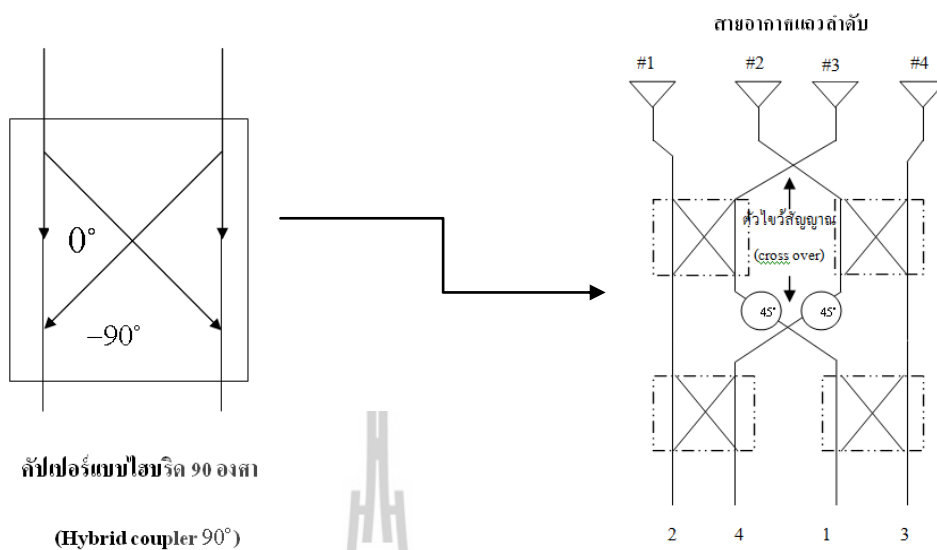 สายอากาศแถวลำดับ
#1 #2 #3 #4
0°
−90°
ตัวไขว้สัญญาณ
(cross over)
45° 45°
คัปเปอร์แบบไฮบริด 90 องศา
(Hybrid coupler 90°)
2 4 1 3